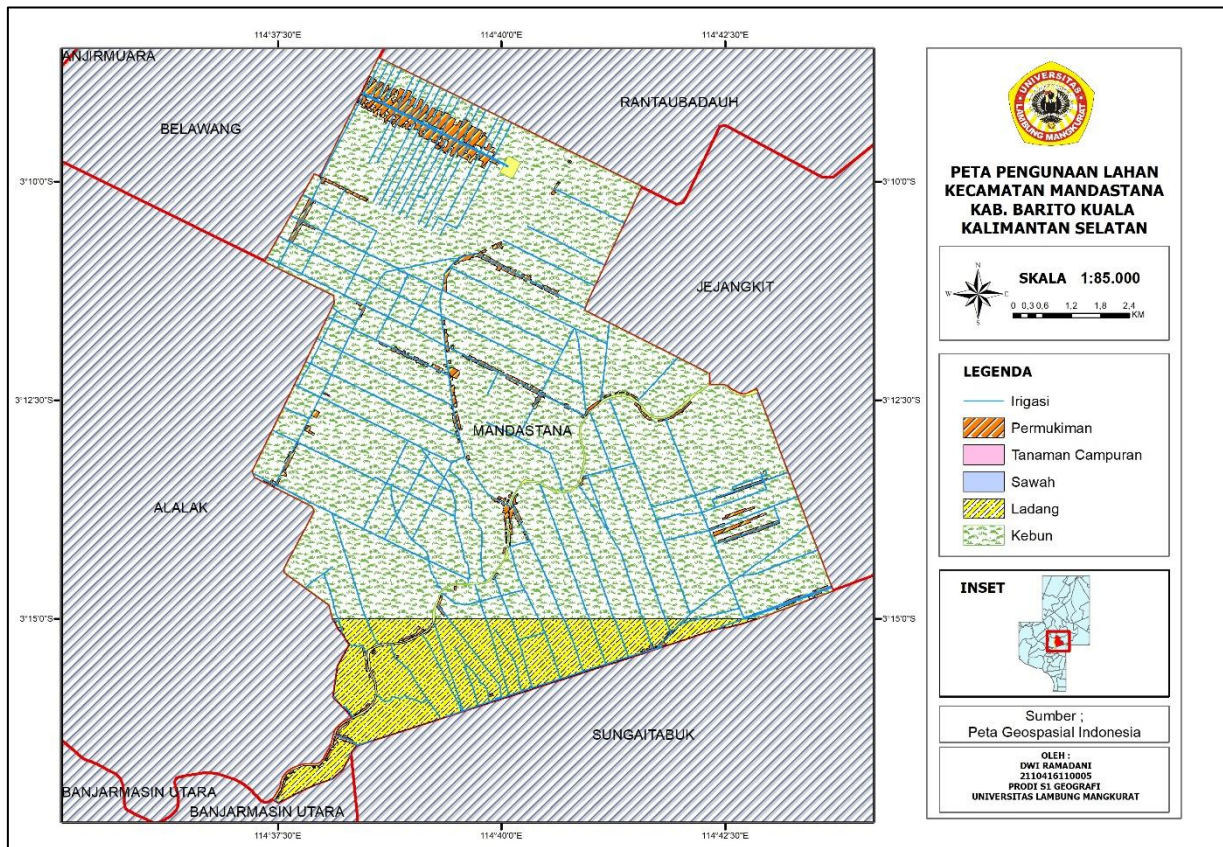 114°37'30"E
114°40'0"E
114°42'30"E
ANJIRMUARA
BELAWANG
RANTAUBADAUH
3°10'0"S
3°10'0"S
JEJANGKIT
3°12'30"S
3°12'30"S
MANDASTANA
ALALAK
3°15'0"S
3°15'0"S
SUNGAITABUK
BANJARMASIN UTARA
BANJARMASIN UTARA
114°37'30"E
114°40'0"E
114°42'30"E
UNIVERSITAS
LAMBUNG MANGKURAT
PETA PENGUNAAN LAHAN
KECAMATAN MANDASTANA
KAB. BARITO KUALA
KALIMANTAN SELATAN
N
W
E
S
SKALA 1:85.000
0 0,30,6 1,2 1,8 2,4
KM
LEGENDA
Irigasi
Permukiman
Tanaman Campuran
Sawah
Ladang
Kebun
INSET
Sumber ;
Peta Geospasial Indonesia
OLEH :
DWI RAMADANI
2110416110005
PRODI S1 GEOGRAFI
UNIVERSITAS LAMBUNG MANGKURAT